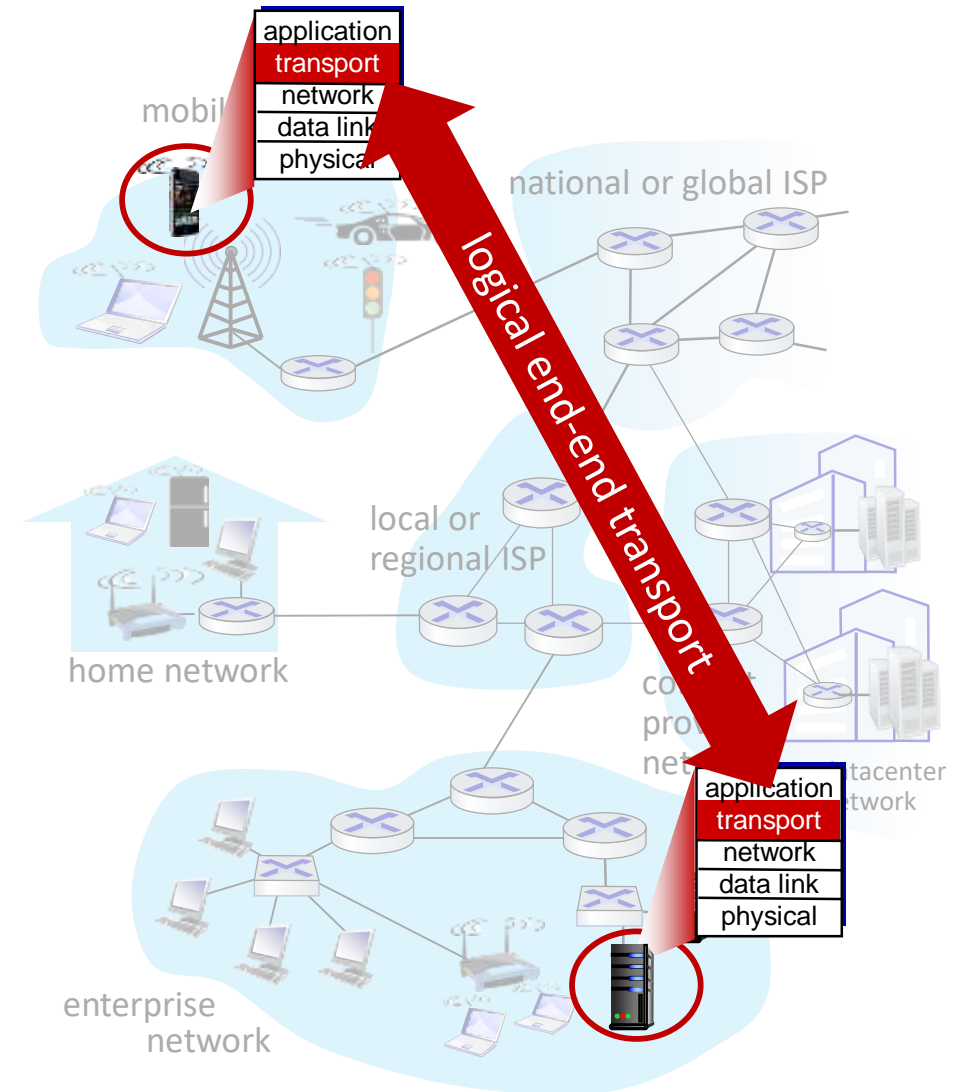 application
transport
network
data link
physical
national or global ISP
logical end-end transport
local or
regional ISP
home network
application
transport
network
data link
physical
enterprise
network